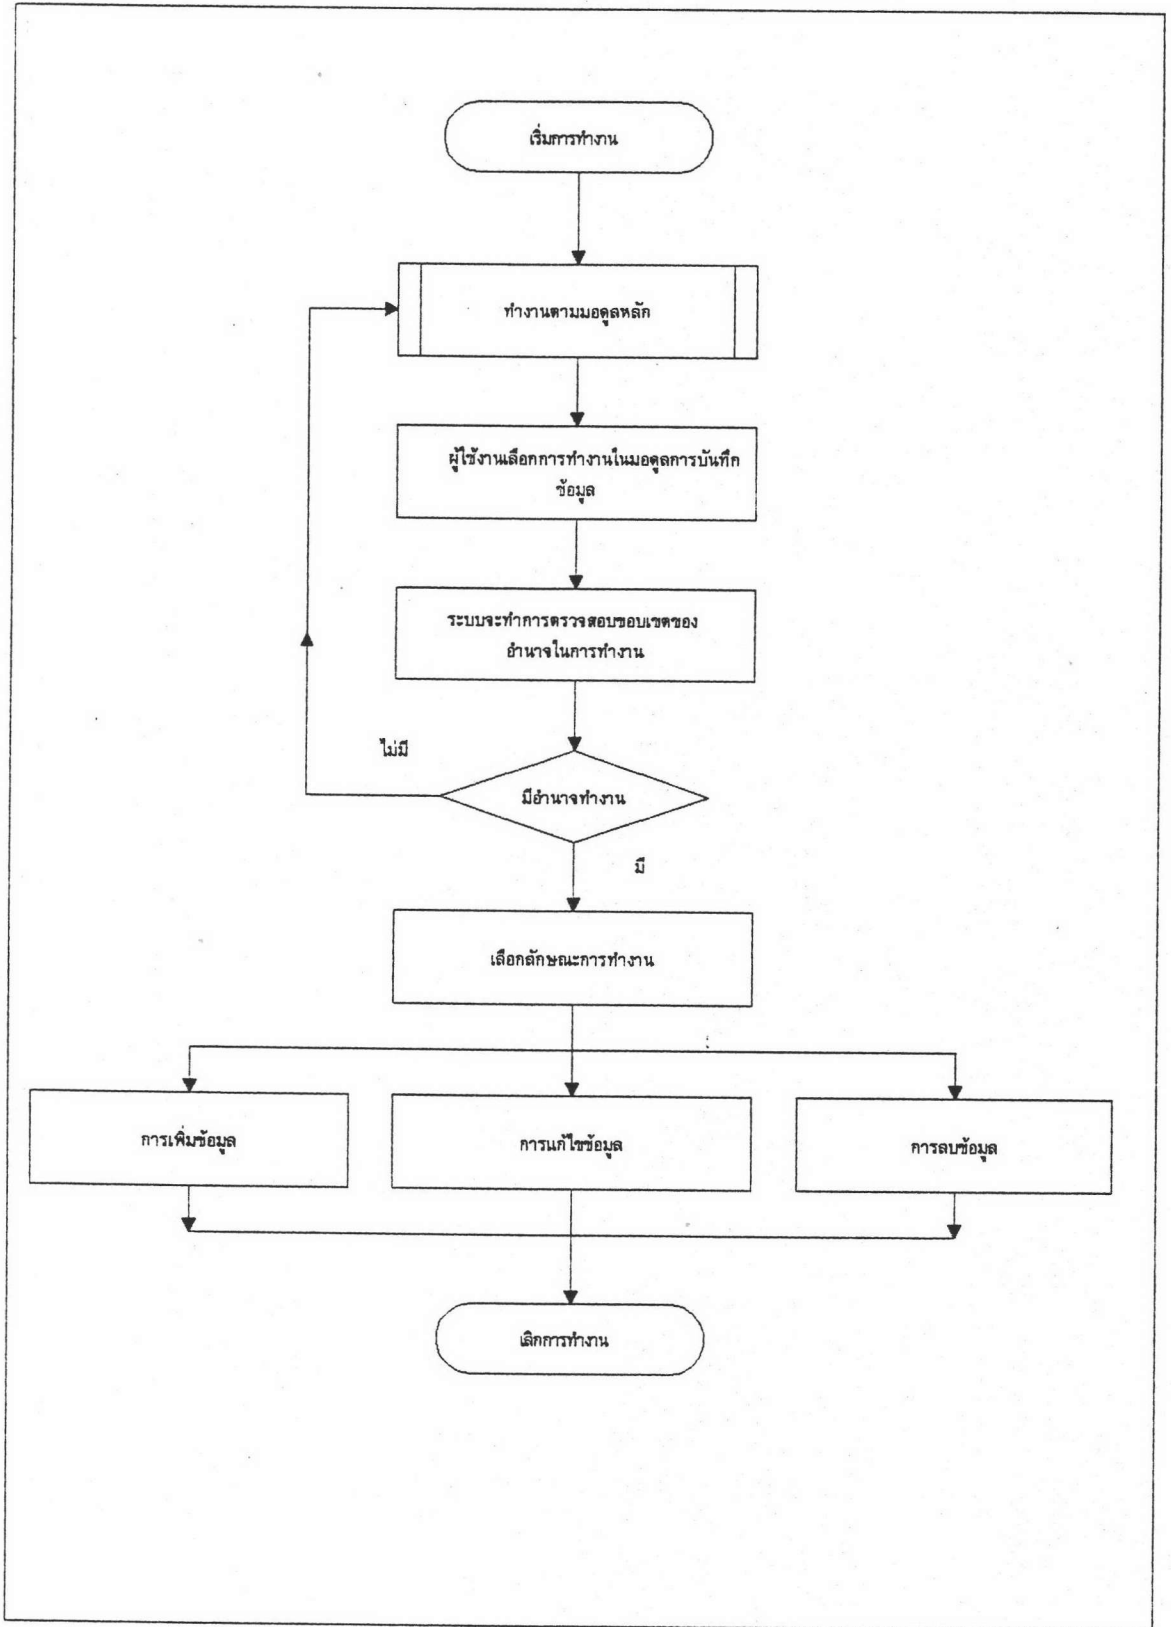 เริ่มการทำงาน
ทำงานตามมอดูลหลัก
ผู้ใช้งานเลือกการทำงานในมอดูลการบันทึก
ข้อมูล
ระบบจะทำการตรวจสอบขอบเขตของ
อำนาจในการทำงาน
ไม่มี
มีอำนาจทำงาน
มี
เลือกลักษณะการทำงาน
การเพิ่มข้อมูล
การแก้ไขข้อมูล
การลบข้อมูล
เลิกการทำงาน